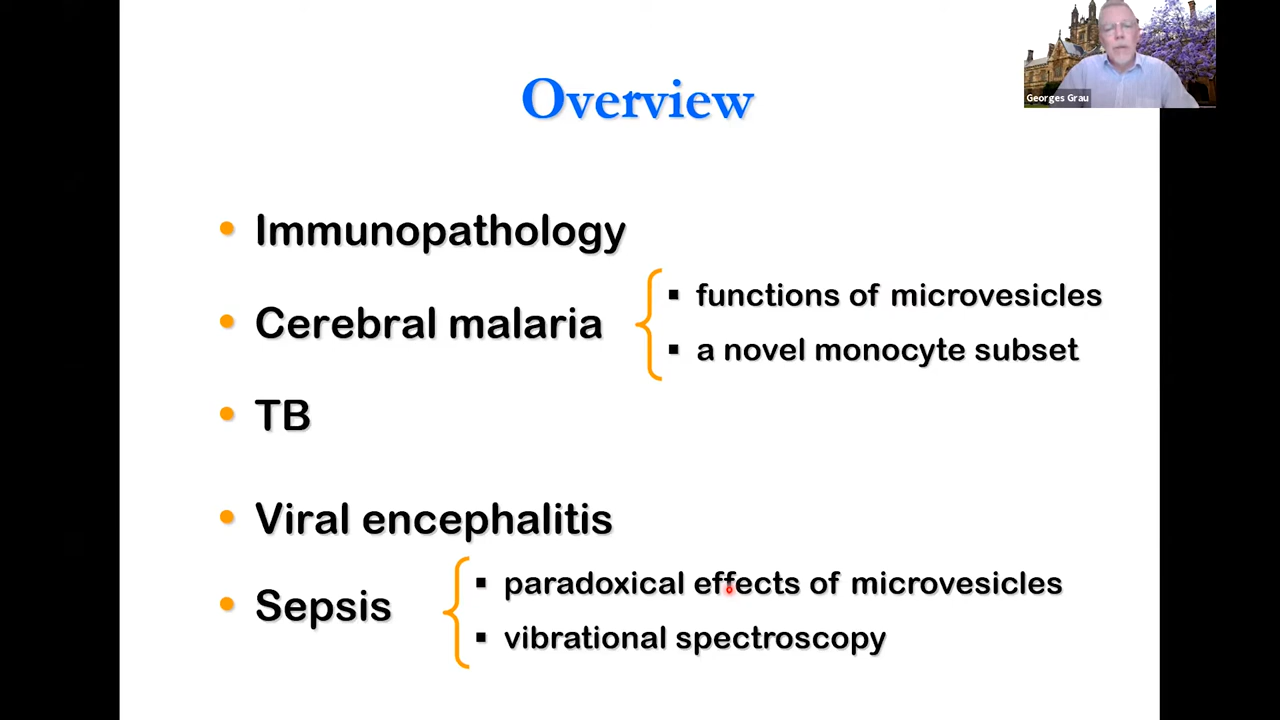 Georges Grau
Overview
• Immunopathology
• Cerebral malaria
▪ functions of microvesicles
▪ a novel monocyte subset
• TB
• Viral encephalitis
• Sepsis
▪ paradoxical effects of microvesicles
▪ vibrational spectroscopy